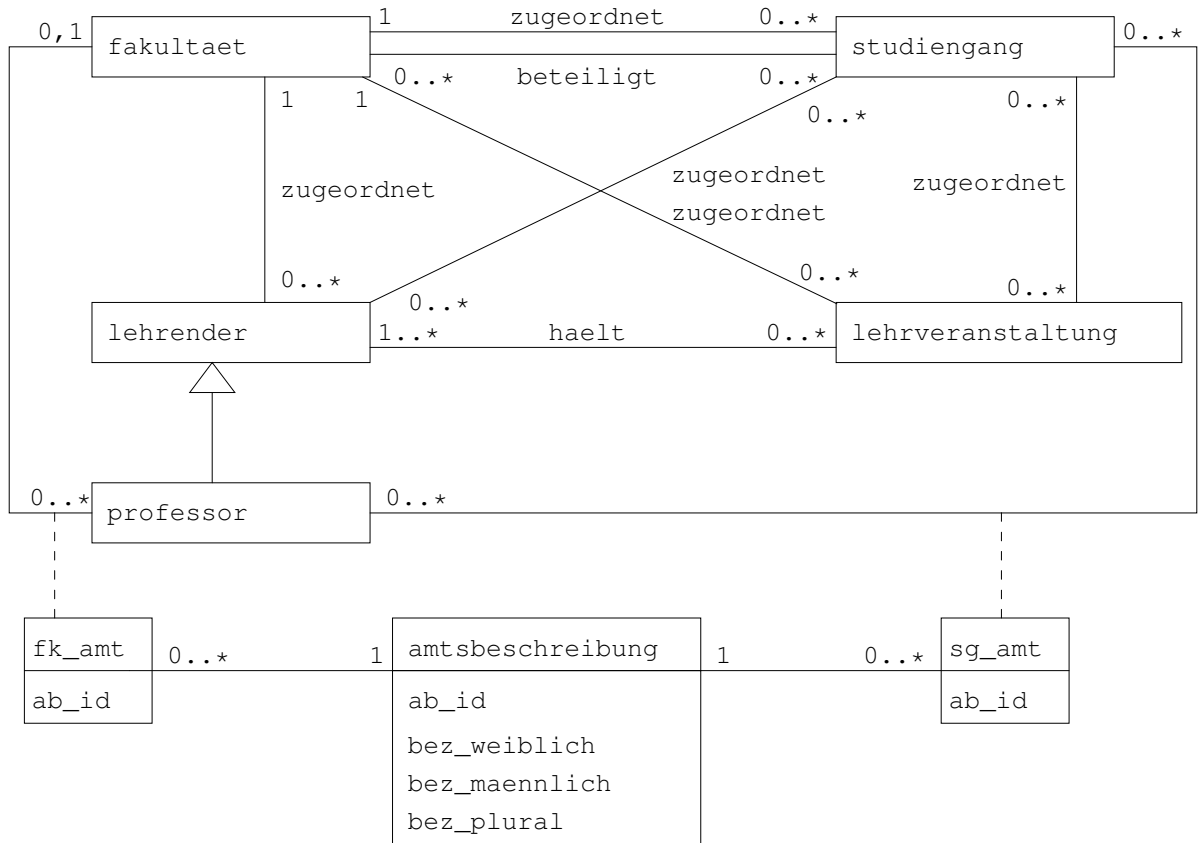 0,1
fakultaet
1 zugeordnet 0..*
studiengang
0..*
0..* beteiligt 0..*
1 1
0..*
0..*
zugeordnet
zugeordnet
zugeordnet
zugeordnet
0..*
0..*
0..*
0..*
lehrender
1..* haelt 0..*
lehrveranstaltung
0..*
professor
0..*
fk_amt
ab_id
0..* 1
amtsbeschreibung
ab_id
bez_weiblich
bez_maennlich
bez_plural
1 0..*
sg_amt
ab_id